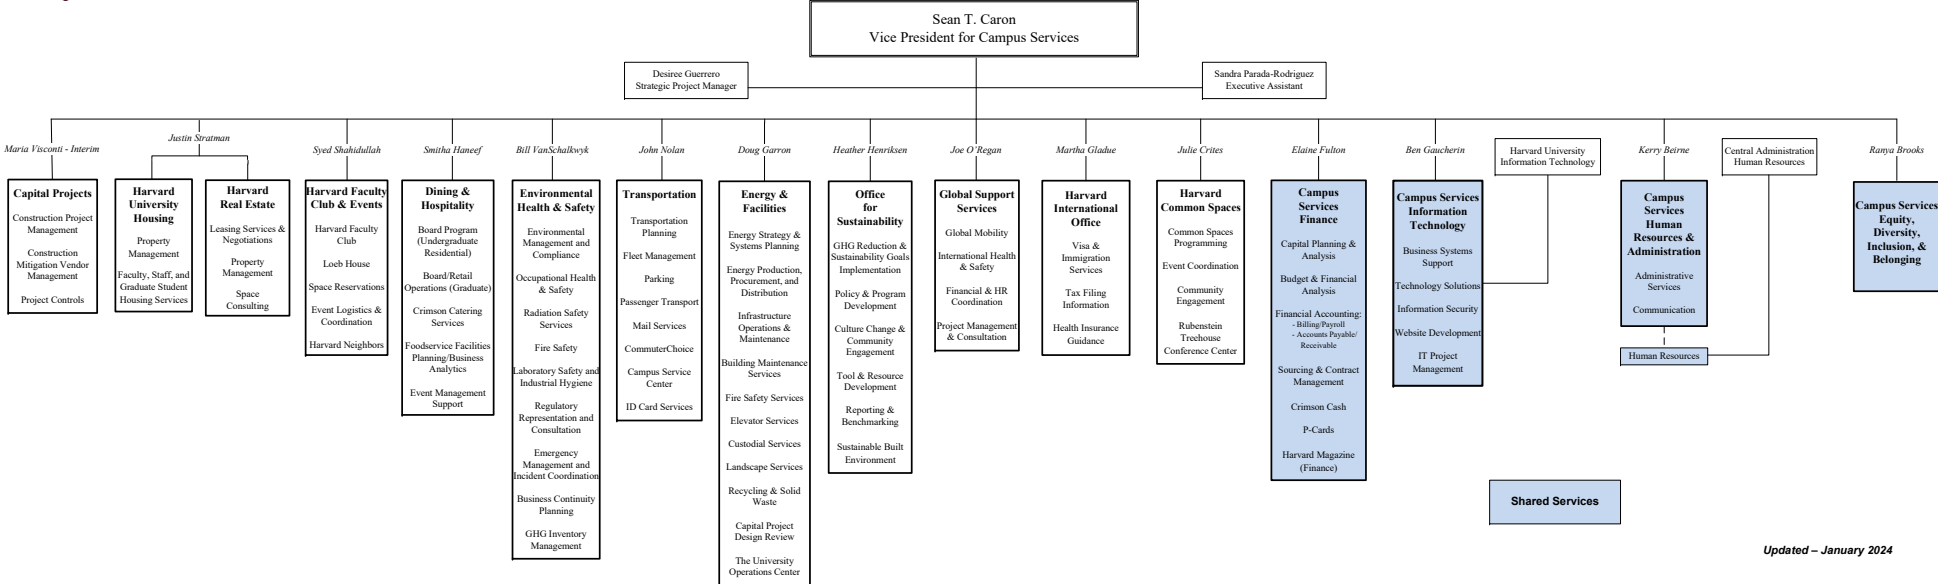 Sean T. Caron
Vice President for Campus Services
Desiree Guerrero
Strategic Project Manager
Sandra Parada-Rodriguez
Executive Assistant
Maria Visconti - Interim
Capital Projects
Construction Project
Management
Construction
Mitigation Vendor
Management
Project Controls
Justin Stratman
Harvard
University
Housing
Property
Management
Faculty, Staff, and
Graduate Student
Housing Services
Harvard
Real Estate
Leasing Services &
Negotiations
Property
Management
Space
Consulting
Syed Shahidullah
Harvard Faculty
Club & Events
Harvard Faculty
Club
Loeb House
Space Reservations
Event Logistics &
Coordination
Harvard Neighbors
Smitha Haneef
Dining &
Hospitality
Board Program
(Undergraduate
Residential)
Board/Retail
Operations (Graduate)
Crimson Catering
Services
Foodservice Facilities
Planning/Business
Analytics
Event Management
Support
Bill VanSchalkwyk
Environmental
Health & Safety
Environmental
Management and
Compliance
Occupational Health
& Safety
Radiation Safety
Services
Fire Safety
Laboratory Safety and
Industrial Hygiene
Regulatory
Representation and
Consultation
Emergency
Management and
Incident Coordination
Business Continuity
Planning
GHG Inventory
Management
John Nolan
Transportation
Transportation
Planning
Fleet Management
Parking
Passenger Transport
Mail Services
CommuterChoice
Campus Service
Center
ID Card Services
Doug Garron
Energy &
Facilities
Energy Strategy &
Systems Planning
Energy Production,
Procurement, and
Distribution
Infrastructure
Operations &
Maintenance
Building Maintenance
Services
Fire Safety Services
Elevator Services
Custodial Services
Landscape Services
Recycling & Solid
Waste
Capital Project
Design Review
The University
Operations Center
Heather Henriksen
Office
for
Sustainability
GHG Reduction &
Sustainability Goals
Implementation
Policy & Program
Development
Culture Change &
Community
Engagement
Tool & Resource
Development
Reporting &
Benchmarking
Sustainable Built
Environment
Joe O'Regan
Global Support
Services
Global Mobility
International Health
& Safety
Financial & HR
Coordination
Project Management
& Consultation
Martha Gladue
Harvard
International
Office
Visa &
Immigration
Services
Tax Filing
Information
Health Insurance
Guidance
Julie Crites
Harvard
Common Spaces
Common Spaces
Programming
Event Coordination
Community
Engagement
Rubenstein
Treehouse
Conference Center
Elaine Fulton
Campus
Services
Finance
Capital Planning &
Analysis
Budget & Financial
Analysis
Financial Accounting:
- Billing/Payroll
- Accounts Payable/
Receivable
Sourcing & Contract
Management
Crimson Cash
P-Cards
Harvard Magazine
(Finance)
Ben Gaucherin
Campus Services
Information
Technology
Business Systems
Support
Technology Solutions
Information Security
Website Development
IT Project
Management
Harvard University
Information Technology
Kerry Beirne
Campus
Services
Human
Resources &
Administration
Administrative
Services
Communication
Human Resources
Central Administration
Human Resources
Ranya Brooks
Campus Services
Equity,
Diversity,
Inclusion, &
Belonging
Shared Services
Updated – January 2024